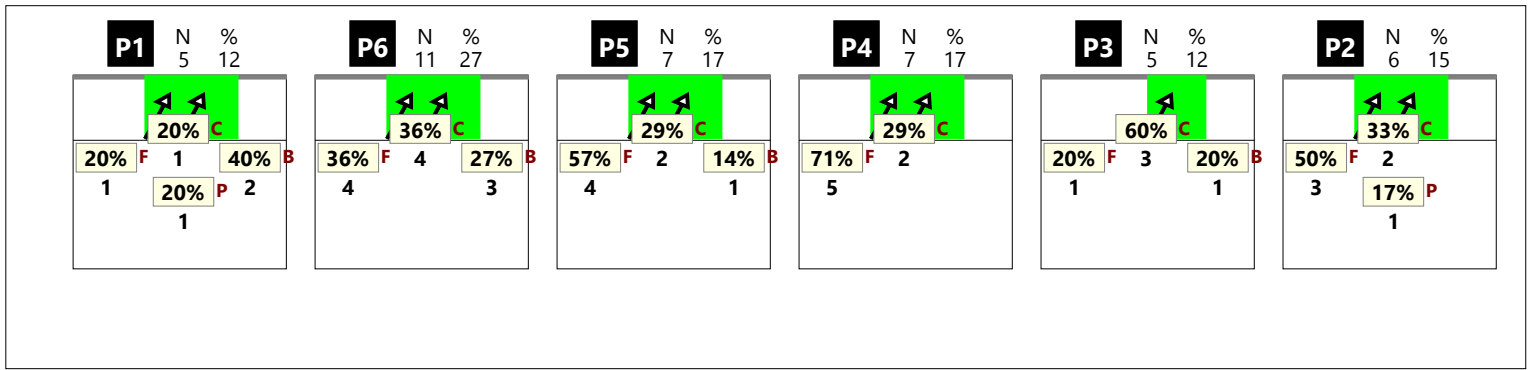 P1 N % P6 N % P5 N % P4 N % P3 N % P2 N %
5 12 11 27 7 17 7 17 5 12 6 15
20% C 36% C 29% C 29% C 60% C 33% C
20% F 1 40% B 36% F 4 27% B 57% F 2 14% B 71% F 2 20% F 3 20% B 50% F 2
1 20% P 2 4 3 4 1 5 1 1 3 17% P
1 1